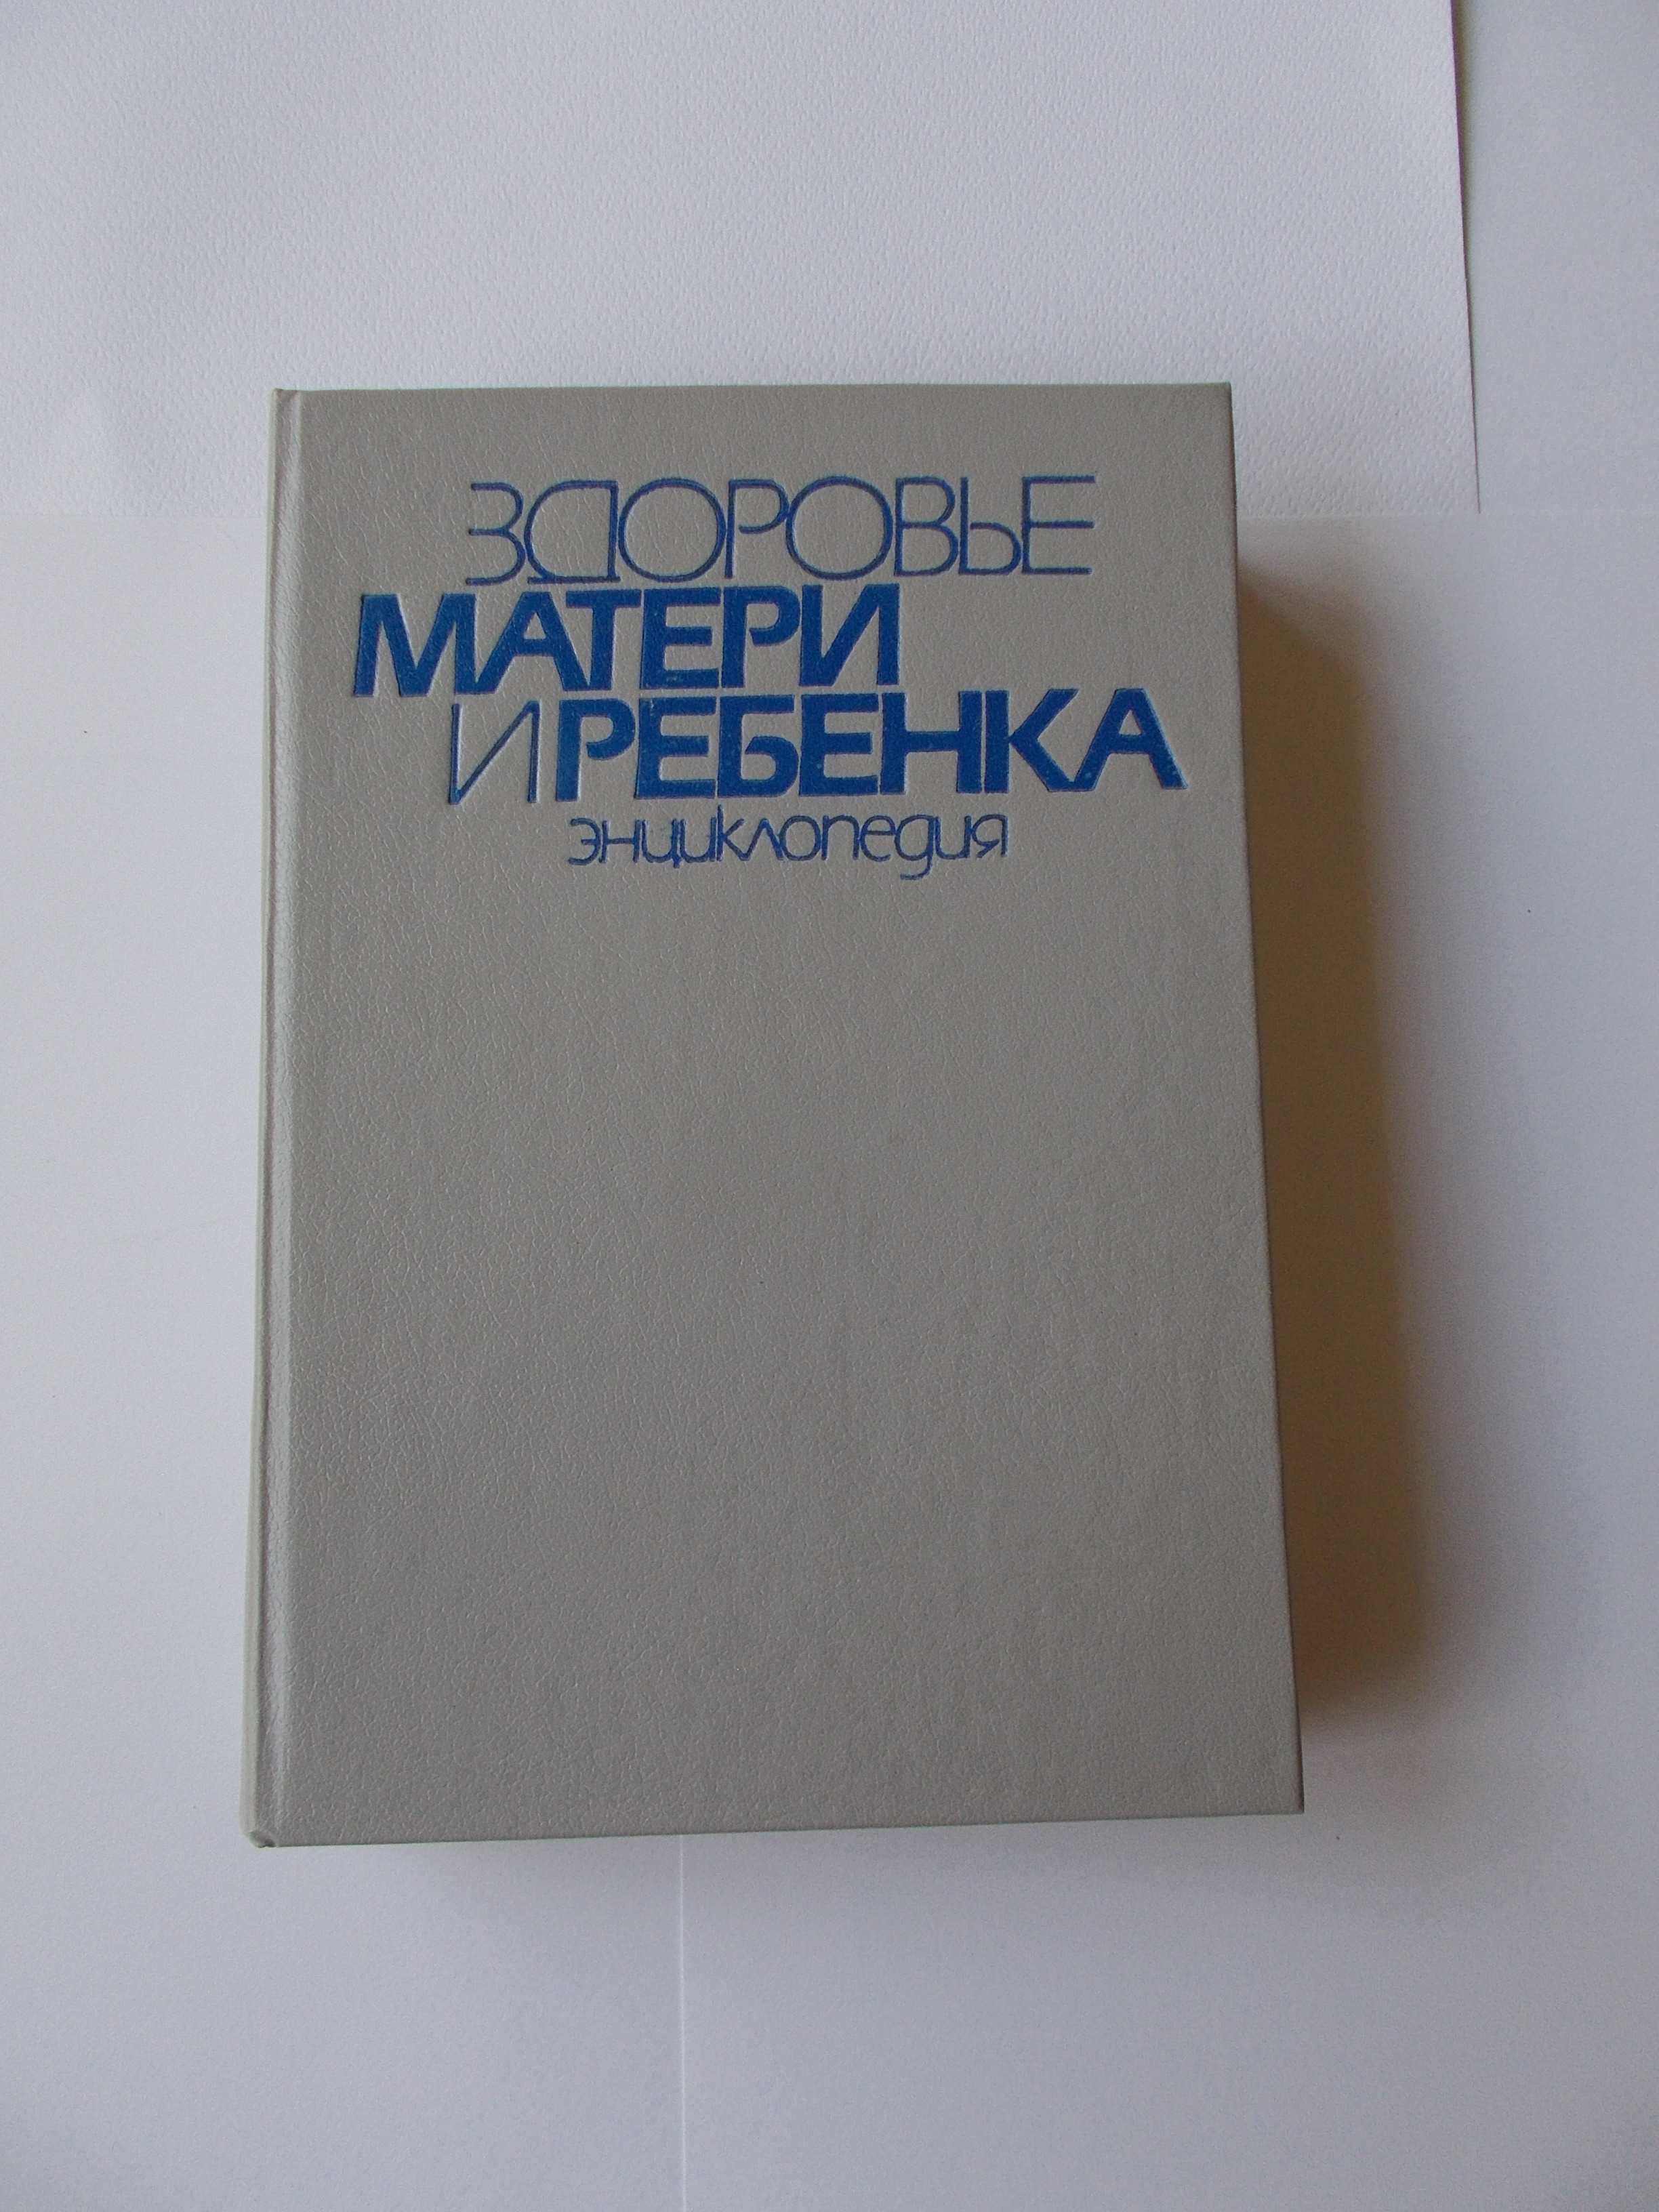 ЗДОРОВЬЕ
МАТЕРИ
И РЕБЕНКА
энциклопедия